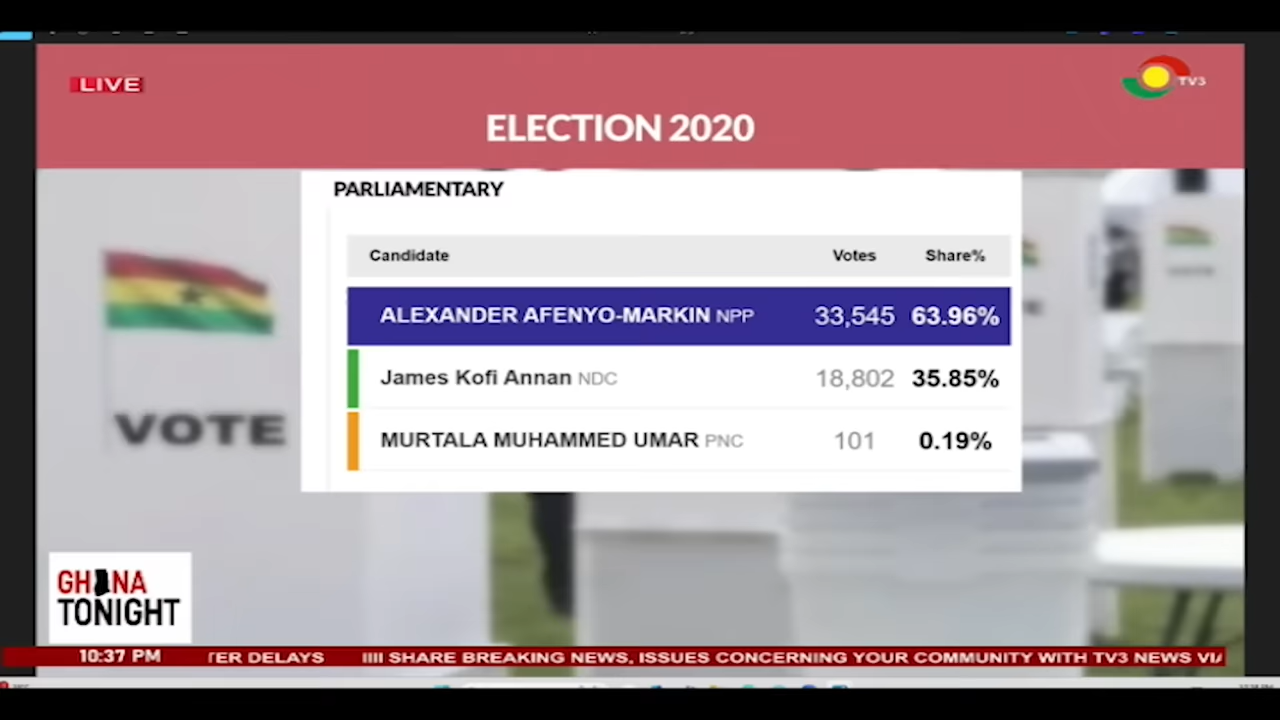 LIVE
TV3
ELECTION 2020
PARLIAMENTARY
Candidate Votes Share%
ALEXANDER AFENYO-MARKIN NPP 33,545 63.96%
James Kofi Annan NDC 18,802 35.85%
MURTALA MUHAMMED UMAR PNC 101 0.19%
VOTE
GHANA
TONIGHT
10:37 PM TER DELAYS IIII SHARE BREAKING NEWS, ISSUES CONCERNING YOUR COMMUNITY WITH TV3 NEWS VIA